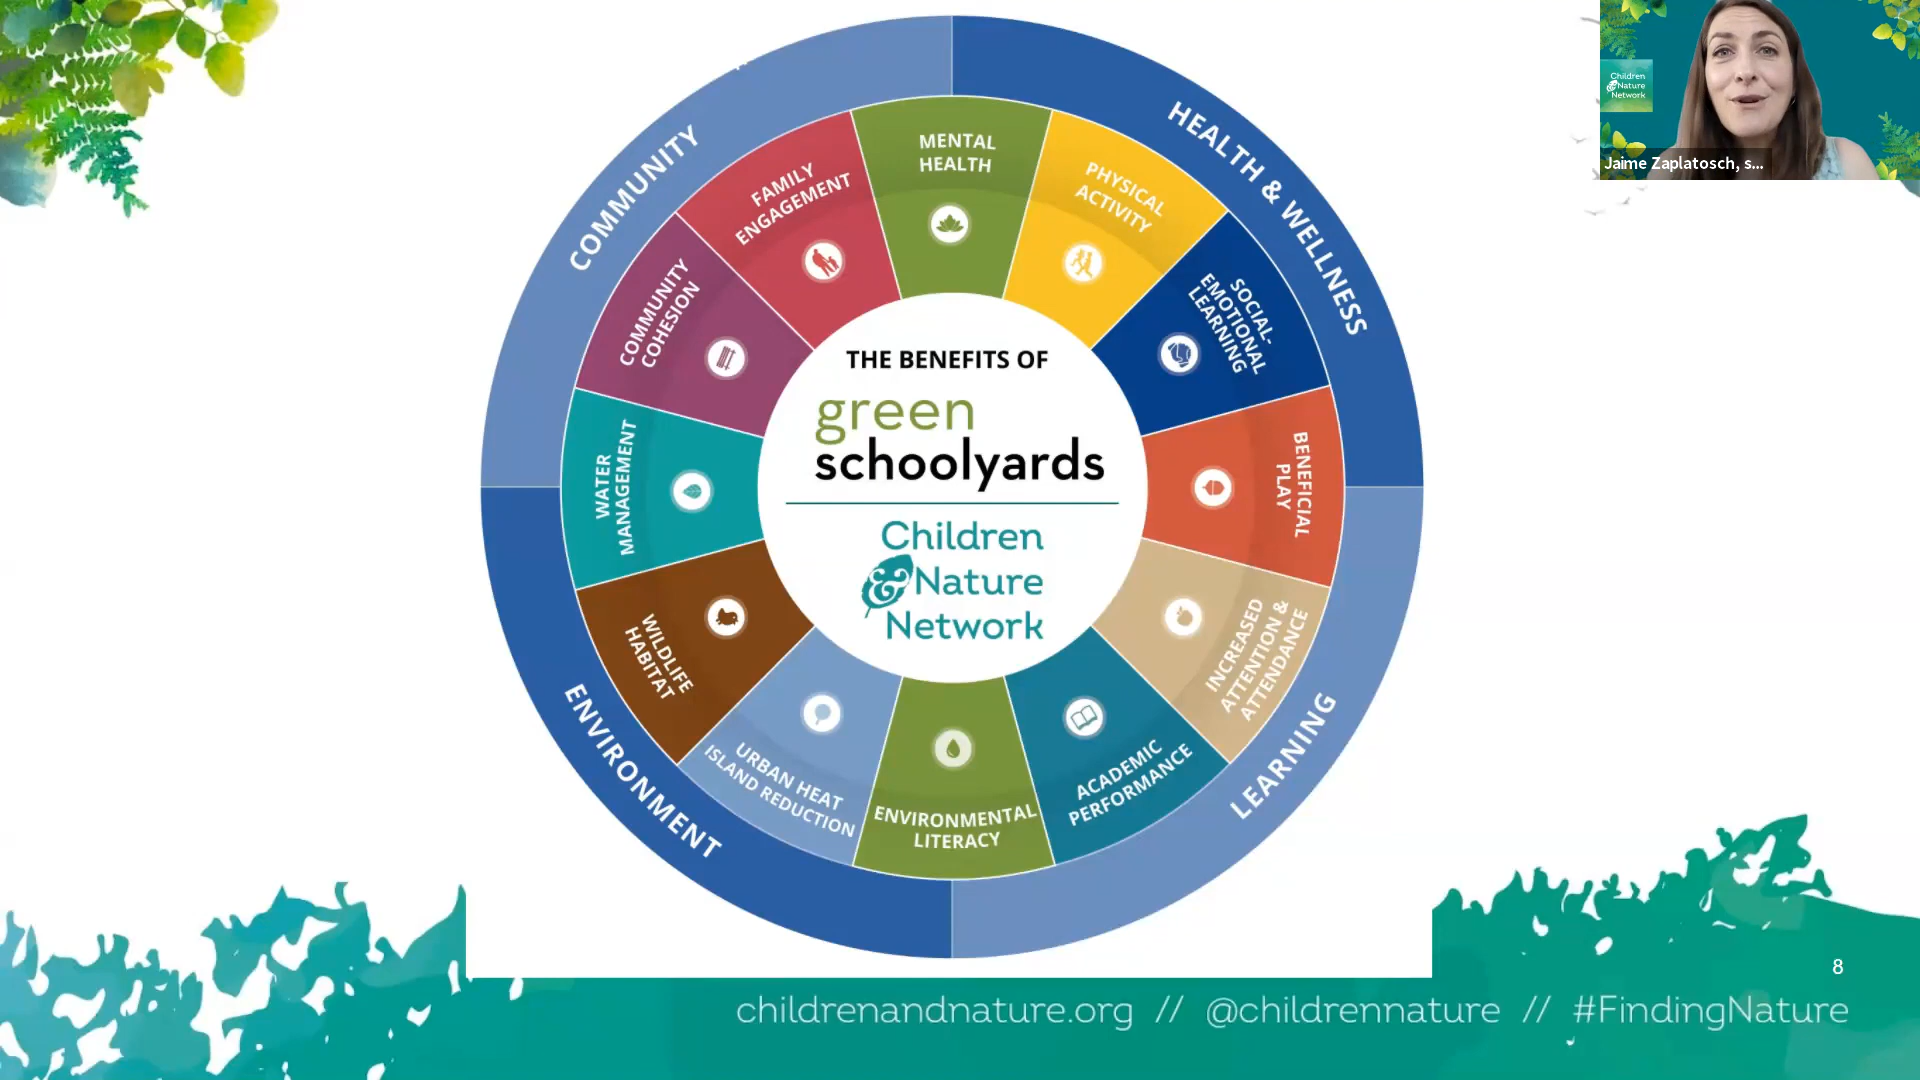 COMMUNITY
HEALTH & WELLNESS
LEARNING
ENVIRONMENT
MENTAL
HEALTH
PHYSICAL
ACTIVITY
SOCIAL-
EMOTIONAL
LEARNING
BENEFICIAL
PLAY
INCREASED
ATTENTION &
ATTENDANCE
ACADEMIC
PERFORMANCE
ENVIRONMENTAL
LITERACY
URBAN HEAT
ISLAND REDUCTION
WILDLIFE
HABITAT
WATER
MANAGEMENT
COMMUNITY
COHESION
FAMILY
ENGAGEMENT
THE BENEFITS OF
green
schoolyards
Children
&Nature
Network
Children
&Nature
Network
Jaime Zaplatosch, s...
8
childrenandnature.org // @childrennature // #FindingNature